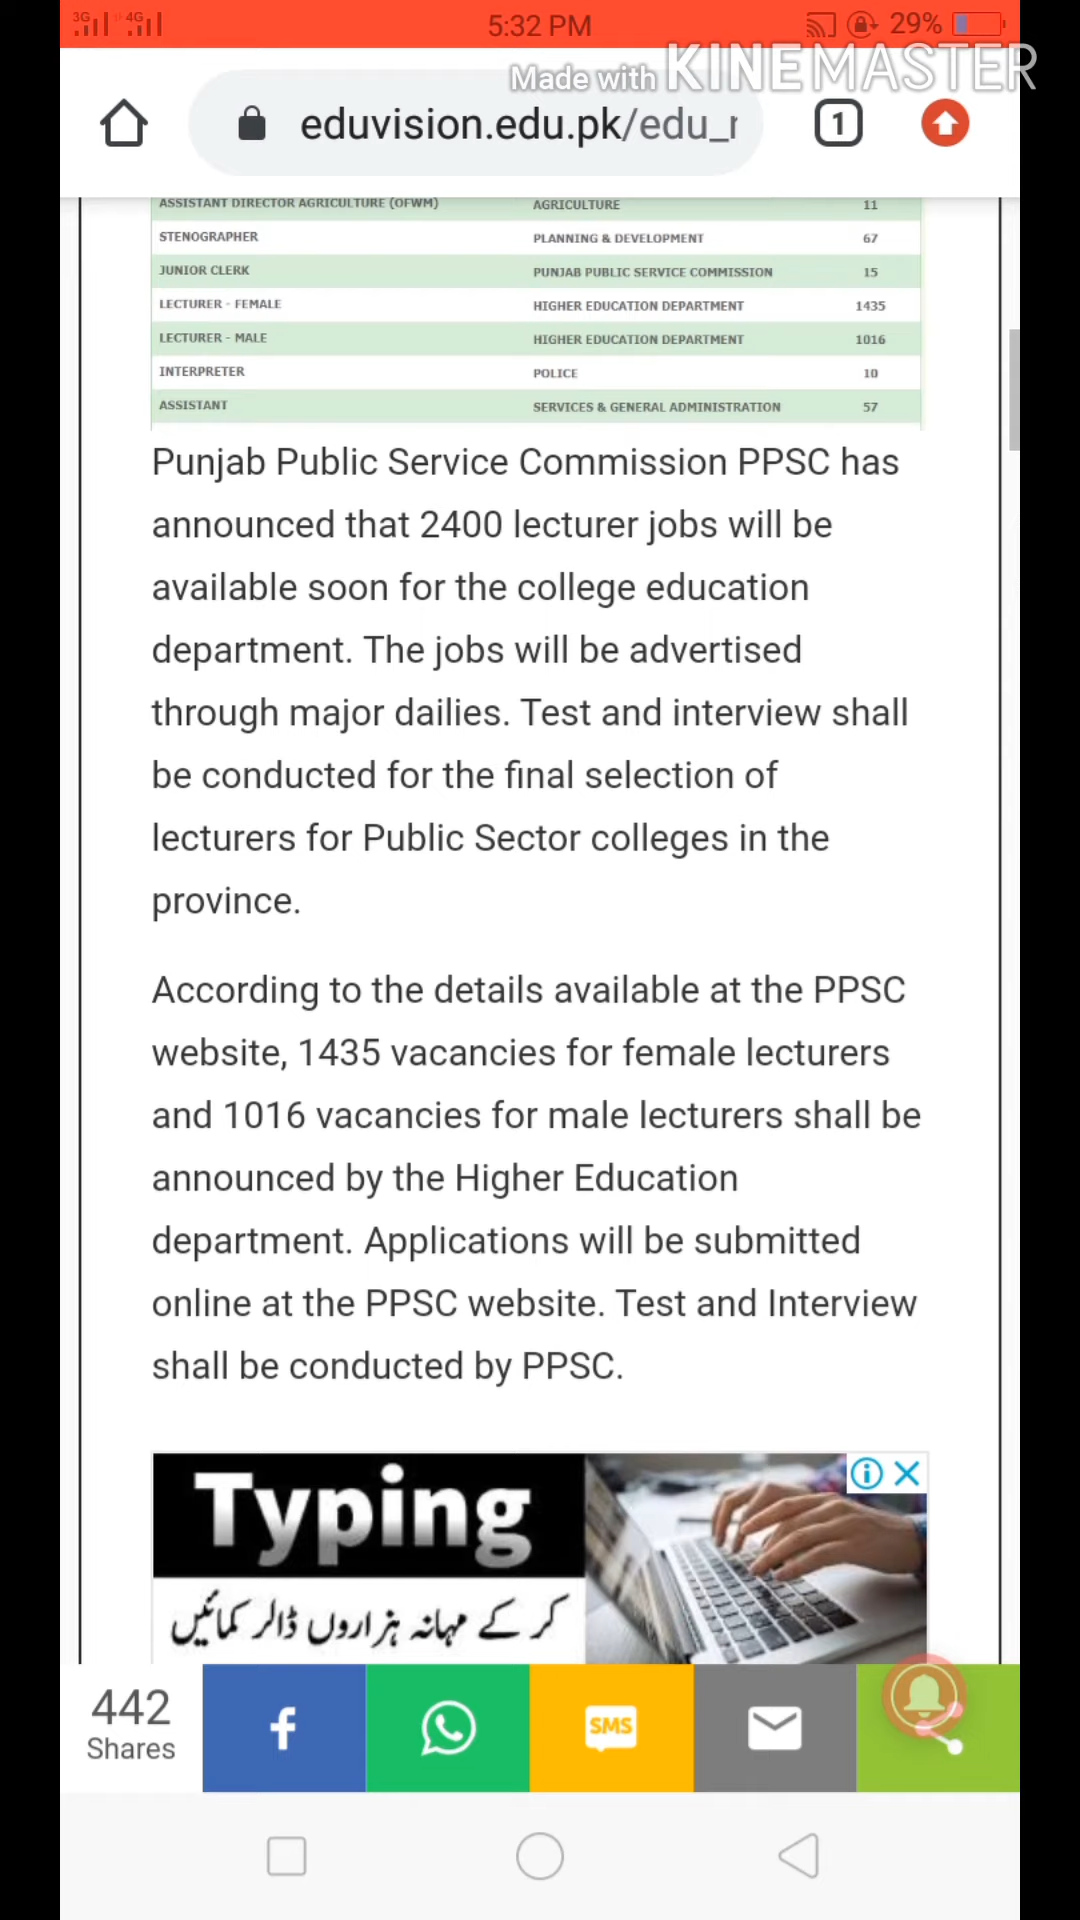 3G 4G 5:32 PM 29%
Made with KINEMASTER
eduvision.edu.pk/edu_r 1
ASSISTANT DIRECTOR AGRICULTURE (OFWM) AGRICULTURE 11
STENOGRAPHER PLANNING & DEVELOPMENT 67
JUNIOR CLERK PUNJAB PUBLIC SERVICE COMMISSION 15
LECTURER - FEMALE HIGHER EDUCATION DEPARTMENT 1435
LECTURER - MALE HIGHER EDUCATION DEPARTMENT 1016
INTERPRETER POLICE 10
ASSISTANT SERVICES & GENERAL ADMINISTRATION 57
Punjab Public Service Commission PPSC has
announced that 2400 lecturer jobs will be
available soon for the college education
department. The jobs will be advertised
through major dailies. Test and interview shall
be conducted for the final selection of
lecturers for Public Sector colleges in the
province.
According to the details available at the PPSC
website, 1435 vacancies for female lecturers
and 1016 vacancies for male lecturers shall be
announced by the Higher Education
department. Applications will be submitted
online at the PPSC website. Test and Interview
shall be conducted by PPSC.
Typing
کر کے مہانہ ہزاروں ڈالر کمائیں
442
Shares
SMS